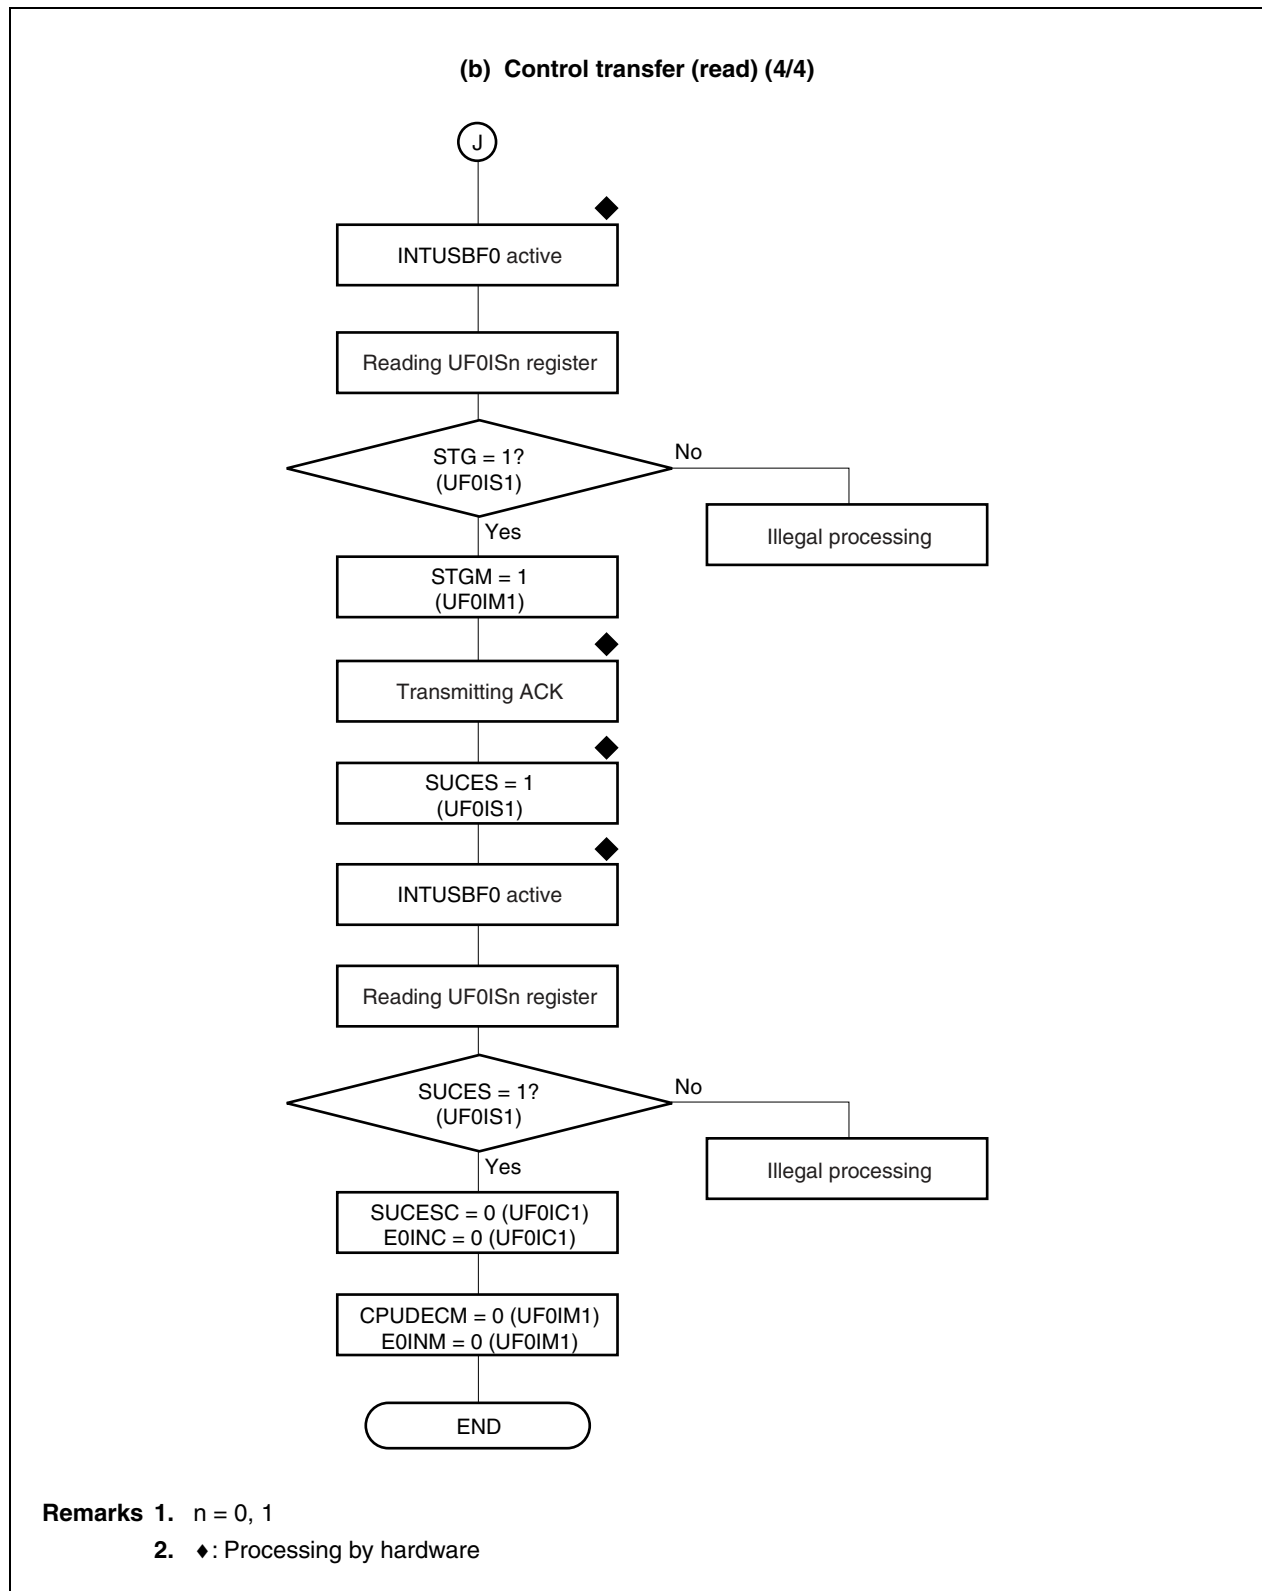 (b) Control transfer (read) (4/4)
J
INTUSBF0 active
Reading UF0ISn register
STG = 1?
(UF0IS1)
No
Illegal processing
Yes
STGM = 1
(UF0IM1)
Transmitting ACK
SUCES = 1
(UF0IS1)
INTUSBF0 active
Reading UF0ISn register
SUCES = 1?
(UF0IS1)
No
Illegal processing
Yes
SUCESC = 0 (UF0IC1)
E0INC = 0 (UF0IC1)
CPUDECM = 0 (UF0IM1)
E0INM = 0 (UF0IM1)
END
Remarks 1. n = 0, 1
2. ♦: Processing by hardware